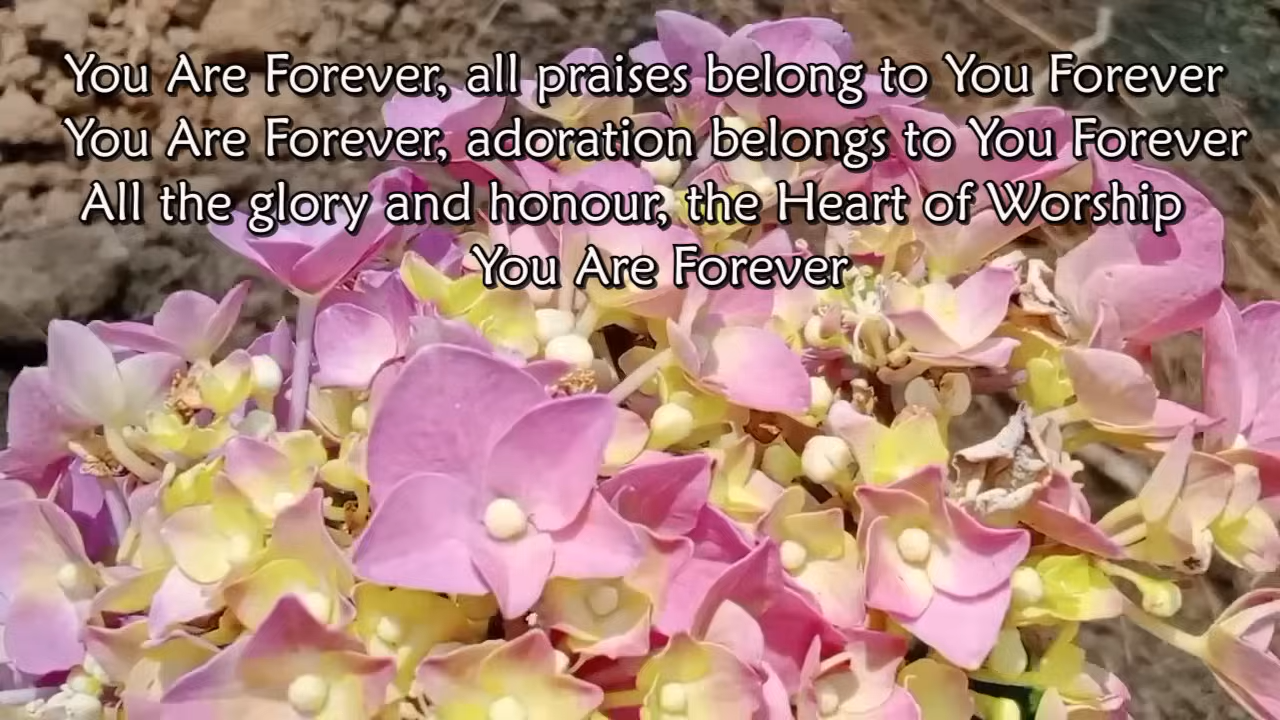 You Are Forever, all praises belong to You Forever
You Are Forever, adoration belongs to You Forever
All the glory and honour, the Heart of Worship
You Are Forever